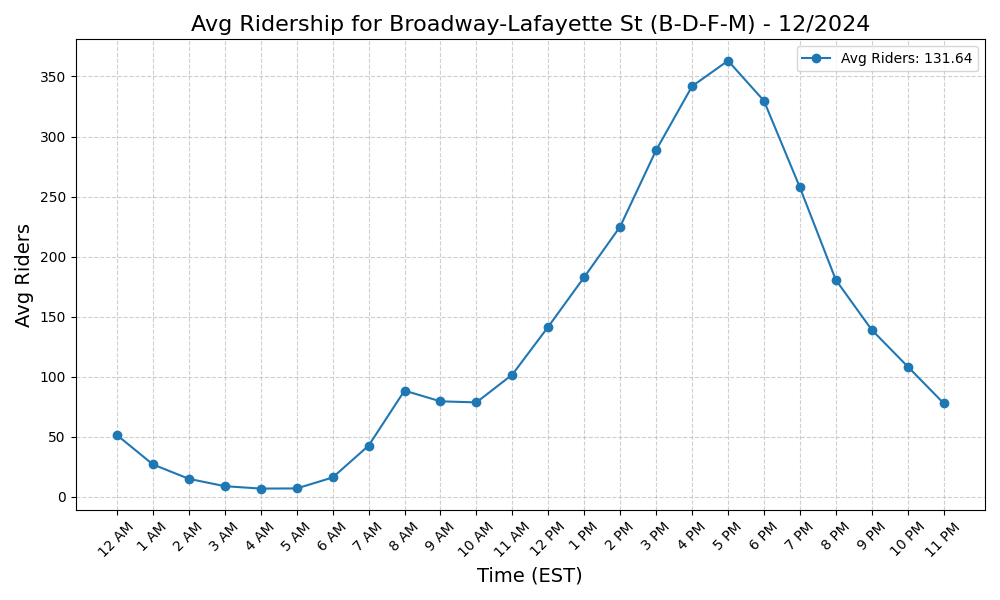 Avg Ridership for Broadway-Lafayette St (B-D-F-M) - 12/2024
Avg Riders: 131.64
Avg Riders
350
300
250
200
150
100
50
0
12 AM
1 AM
2 AM
3 AM
4 AM
5 AM
6 AM
7 AM
8 AM
9 AM
10 AM
11 AM
12 PM
1 PM
2 PM
3 PM
4 PM
5 PM
6 PM
7 PM
8 PM
9 PM
10 PM
11 PM
Time (EST)